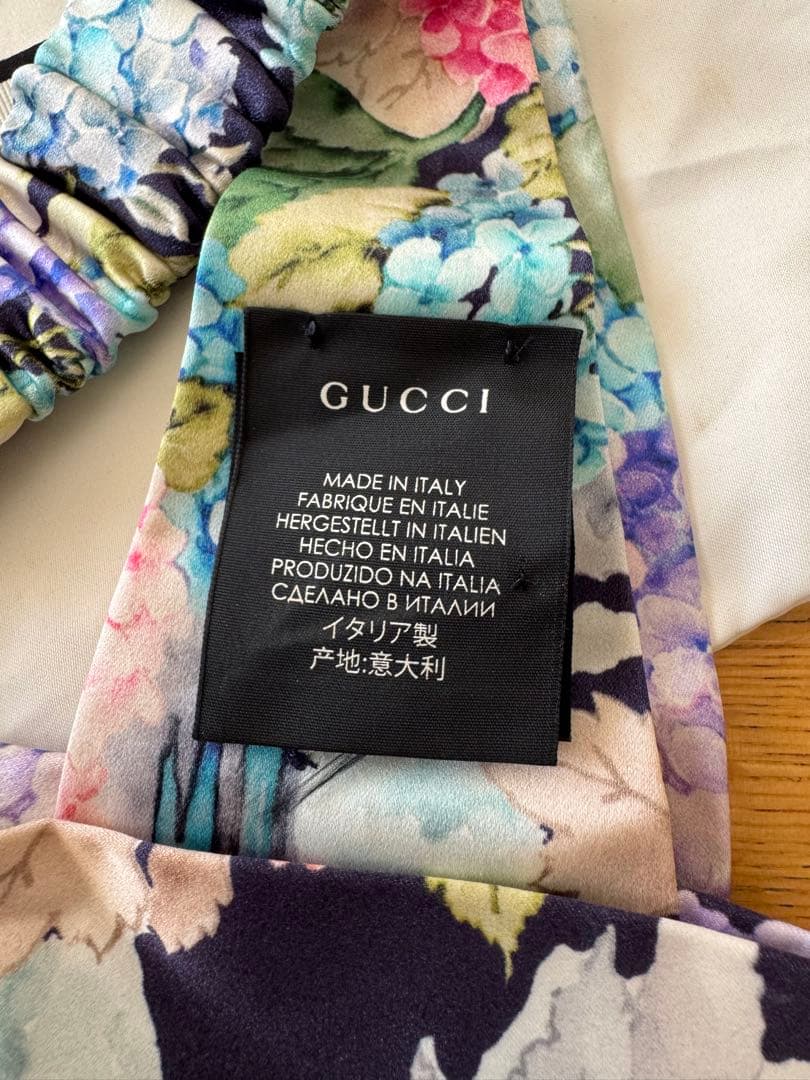 GUCCI
MADE IN ITALY
FABRIQUE EN ITALIE
HERGESTELLT IN ITALIEN
HECHO EN ITALIA
PRODUZIDO NA ITALIA
СДЕЛАНО В ИТАЛИИ
イタリア製
产地:意大利